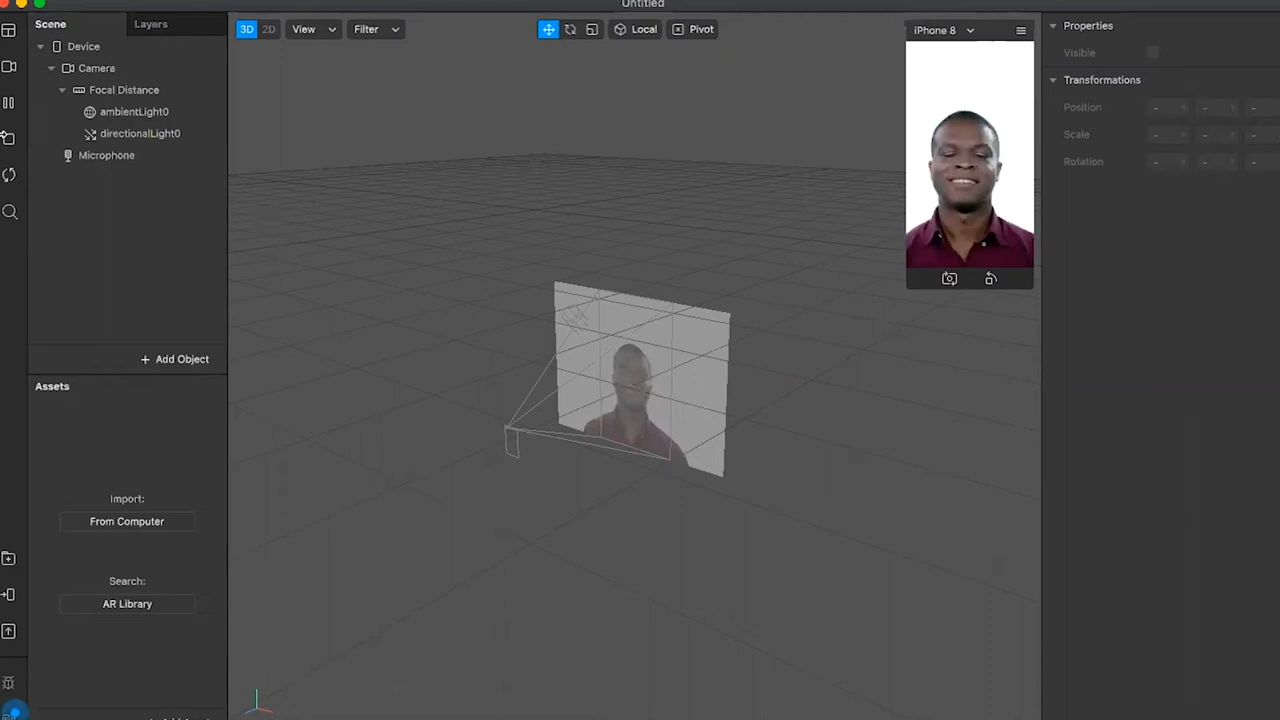 Untitled
Scene
Layers
Device
Camera
Focal Distance
ambientLight0
directionalLight0
Microphone
+ Add Object
Assets
Import:
From Computer
Search:
AR Library
3D
2D
View
Filter
Local
Pivot
iPhone 8
Properties
Visible
Transformations
Position
Scale
Rotation